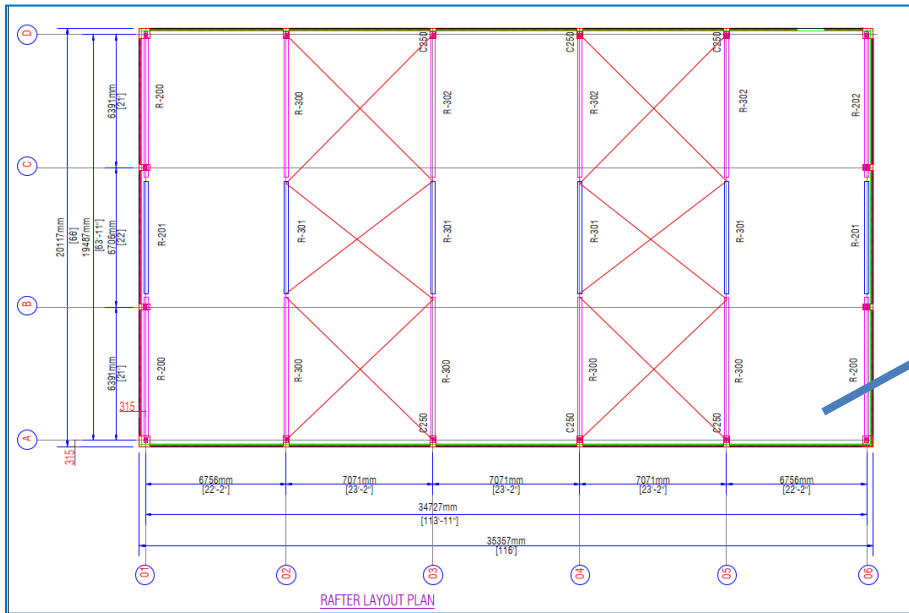 D
C250
C250
C250
C250
R-200
R-300
R-302
R-302
R-302
R-202
6391mm
[21']
C
20117mm
[66']
19487mm
[63'-11"]
6706mm
[22']
R-201
R-301
R-301
R-301
R-301
R-201
B
6391mm
[21']
R-200
R-300
R-300
R-300
R-300
R-200
315
C250
C250
C250
A
315
6756mm
[22'-2"]
7071mm
[23'-2"]
7071mm
[23'-2"]
7071mm
[23'-2"]
6756mm
[22'-2"]
34727mm
[113'-11"]
35357mm
[116']
01
02
03
04
05
06
RAFTER LAYOUT PLAN